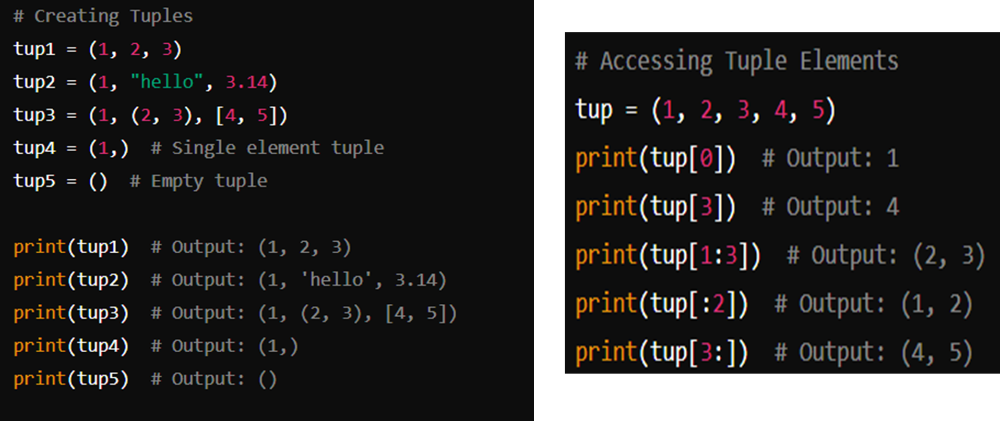 # Creating Tuples
tup1 = (1, 2, 3)
tup2 = (1, "hello", 3.14)
tup3 = (1, (2, 3), [4, 5])
tup4 = (1,)  # Single element tuple
tup5 = ()  # Empty tuple
print(tup1)  # Output: (1, 2, 3)
print(tup2)  # Output: (1, 'hello', 3.14)
print(tup3)  # Output: (1, (2, 3), [4, 5])
print(tup4)  # Output: (1,)
print(tup5)  # Output: ()
# Accessing Tuple Elements
tup = (1, 2, 3, 4, 5)
print(tup[0])  # Output: 1
print(tup[3])  # Output: 4
print(tup[1:3])  # Output: (2, 3)
print(tup[:2])  # Output: (1, 2)
print(tup[3:])  # Output: (4, 5)